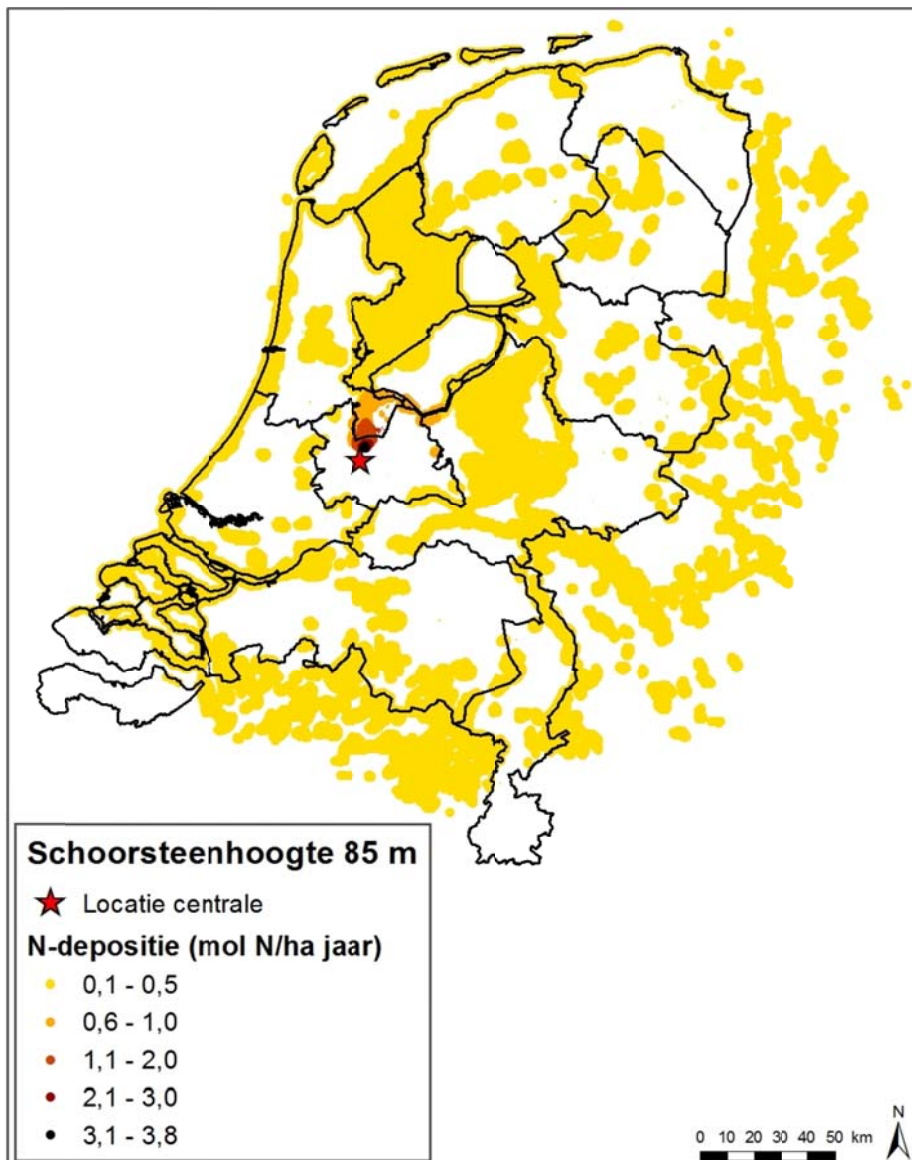 Schoorsteenhoogte 85 m
Locatie centrale
N-depositie (mol N/ha jaar)
0,1 - 0,5
0,6 - 1,0
1,1 - 2,0
2,1 - 3,0
3,1 - 3,8
N
0 10 20 30 40 50 km